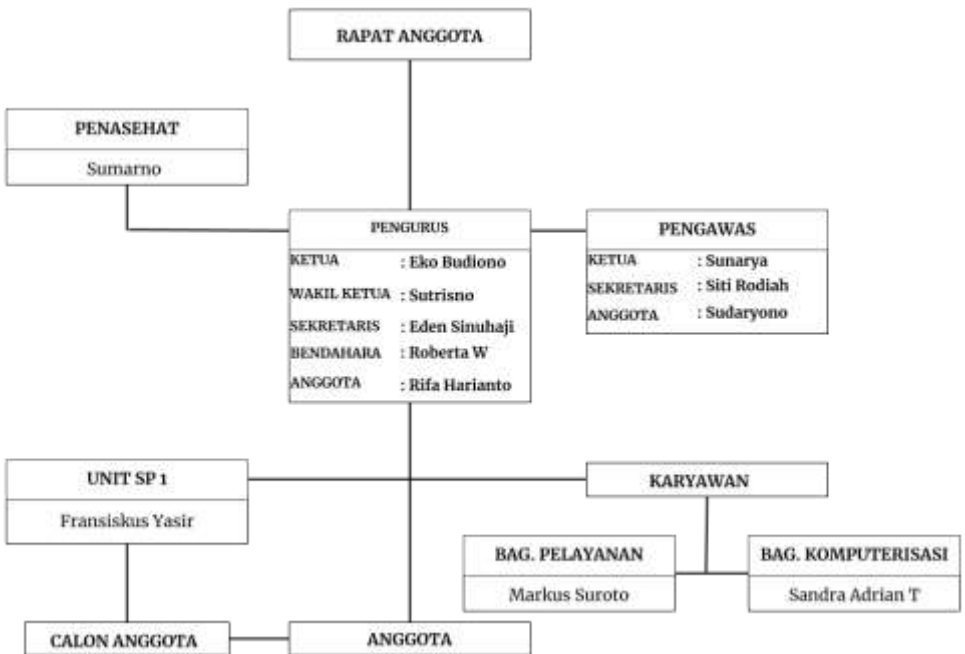 RAPAT ANGGOTA
PENASEHAT
Sumarno
PENGURUS
KETUA : Eko Budiono
WAKIL KETUA : Sutrisno
SEKRETARIS : Eden Sinuhaji
BENDAHARA : Roberta W
ANGGOTA : Rifa Harianto
PENGAWAS
KETUA : Sunarya
SEKRETARIS : Siti Rodiah
ANGGOTA : Sudaryono
UNIT SP 1
Fransiskus Yasir
KARYAWAN
BAG. PELAYANAN
Markus Suroto
BAG. KOMPUTERISASI
Sandra Adrian T
CALON ANGGOTA
ANGGOTA